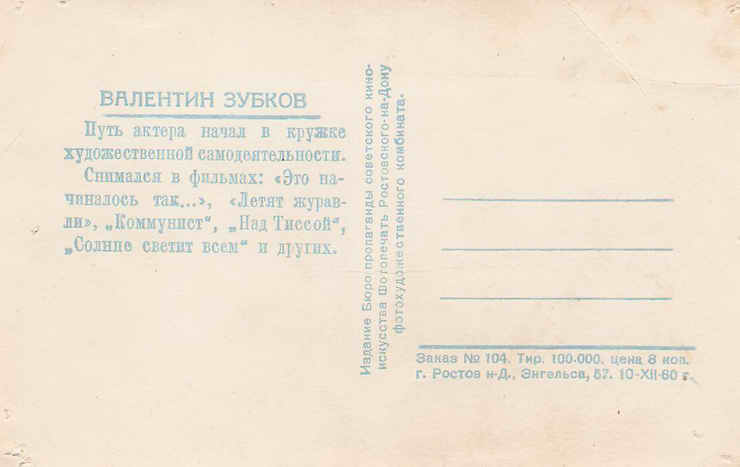 ВАЛЕНТИН ЗУБКОВ
Путь актера начал в кружке
художественной самодеятельности.
Снимался в фильмах: «Это на-
чиналось так...», «Летят журав-
ли», „Коммунист“, „Над Тиссой“,
„Солнце светит всем“ и других.
Издание Бюро пропаганды советского кино-
искусства Фотопечать Ростовского-на-Дону
фотохудожественного комбината.
Заказ № 104. Тир. 100.000. цена 8 коп.
г. Ростов н-Д., Энгельса, 57. 10-XII-60 г.